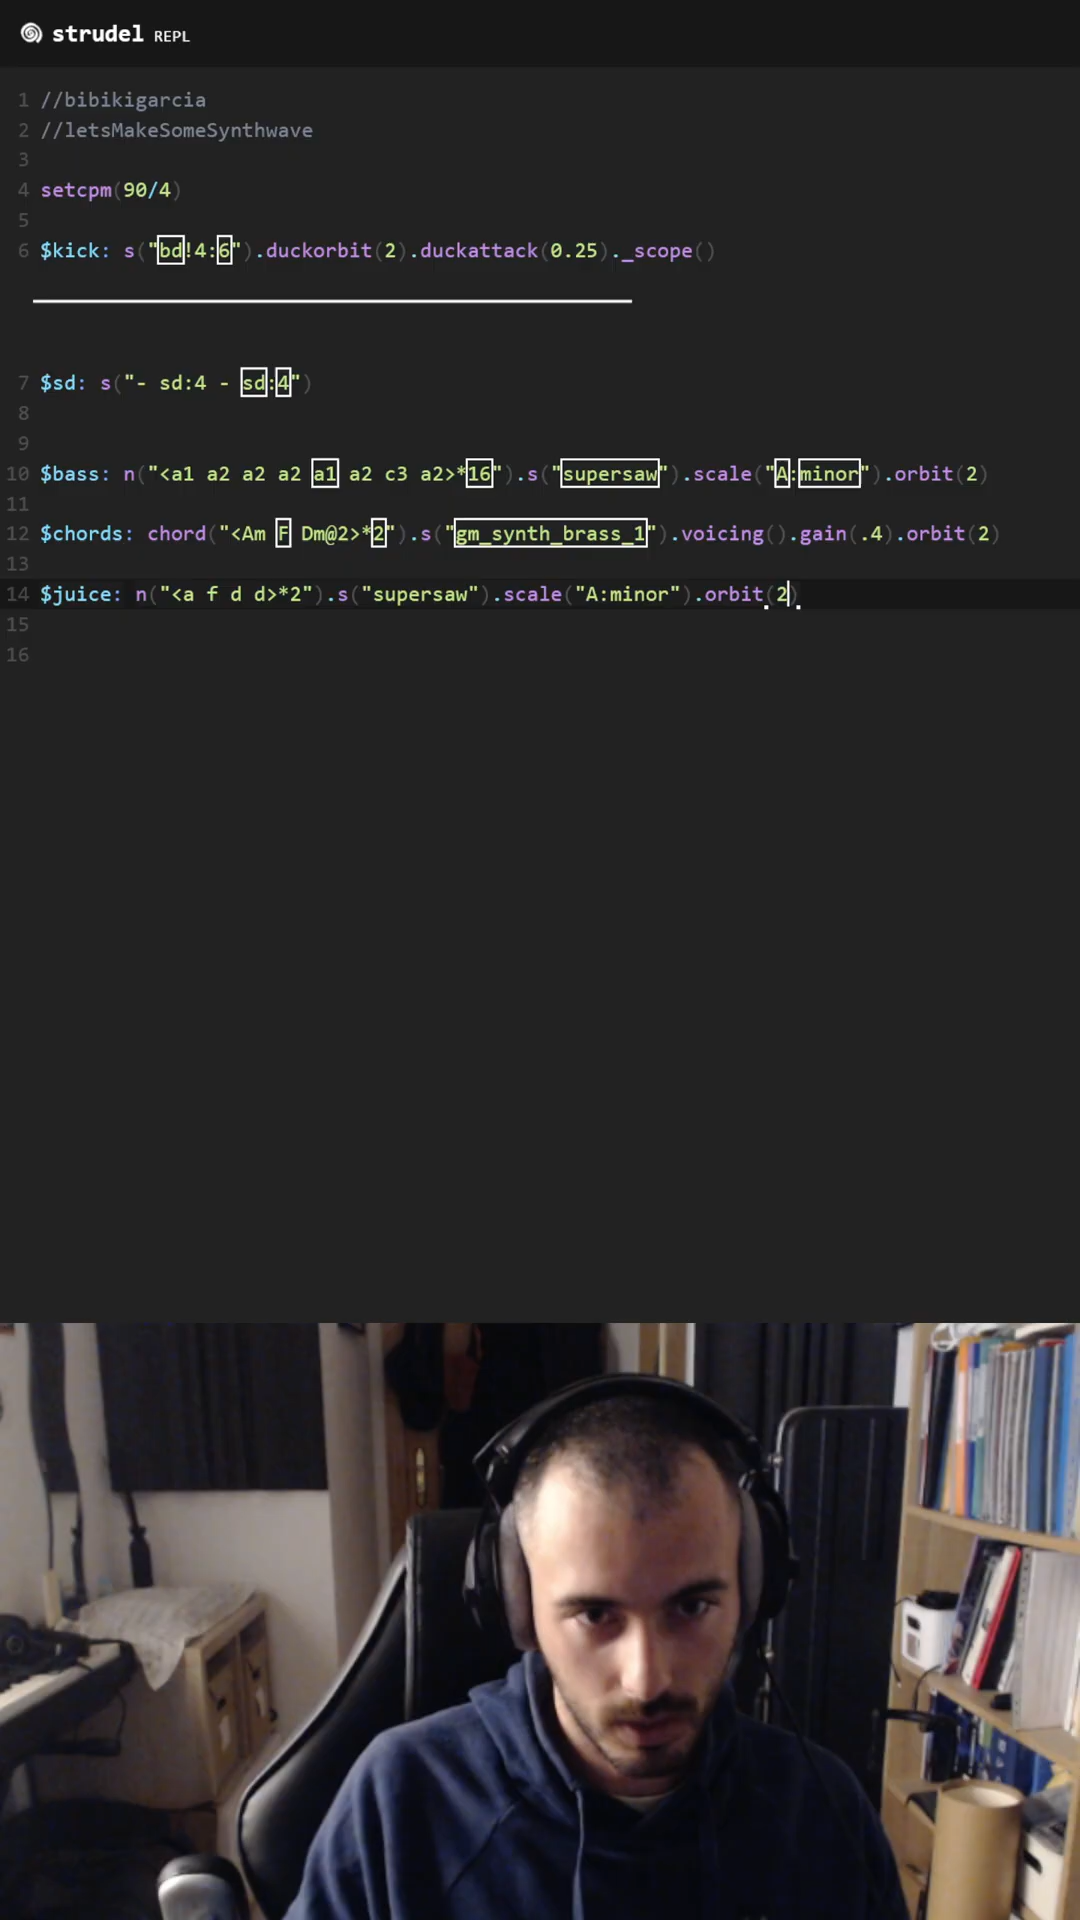 strudel REPL
1 //bibikigarcia
2 //letsMakeSomeSynthwave
3
4 setcpm(90/4)
5
6 $kick: s("bd!4:6").duckorbit(2).duckattack(0.25)._scope()
7 $sd: s("- sd:4 - sd:4")
8
9
10 $bass: n("<a1 a2 a2 a2 a1 a2 c3 a2>*16").s("supersaw").scale("A:minor").orbit(2)
11
12 $chords: chord("<Am F Dm@2>*2").s("gm_synth_brass_1").voicing().gain(.4).orbit(2)
13
14 $juice: n("<a f d d>*2").s("supersaw").scale("A:minor").orbit(2)
15
16